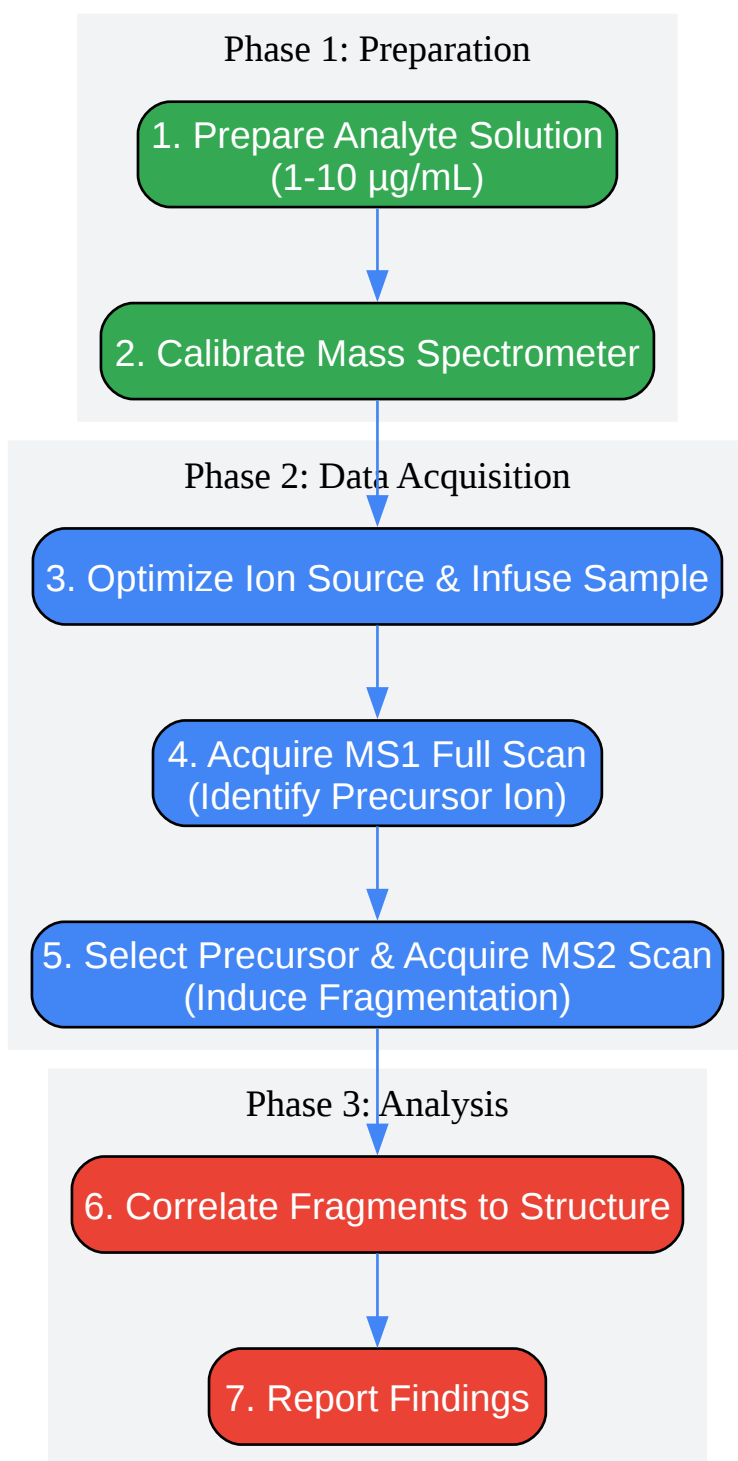 Phase 1: Preparation
1. Prepare Analyte Solution
(1-10 µg/mL)
2. Calibrate Mass Spectrometer
Phase 2: Data Acquisition
3. Optimize Ion Source & Infuse Sample
4. Acquire MS1 Full Scan
(Identify Precursor Ion)
5. Select Precursor & Acquire MS2 Scan
(Induce Fragmentation)
Phase 3: Analysis
6. Correlate Fragments to Structure
7. Report Findings